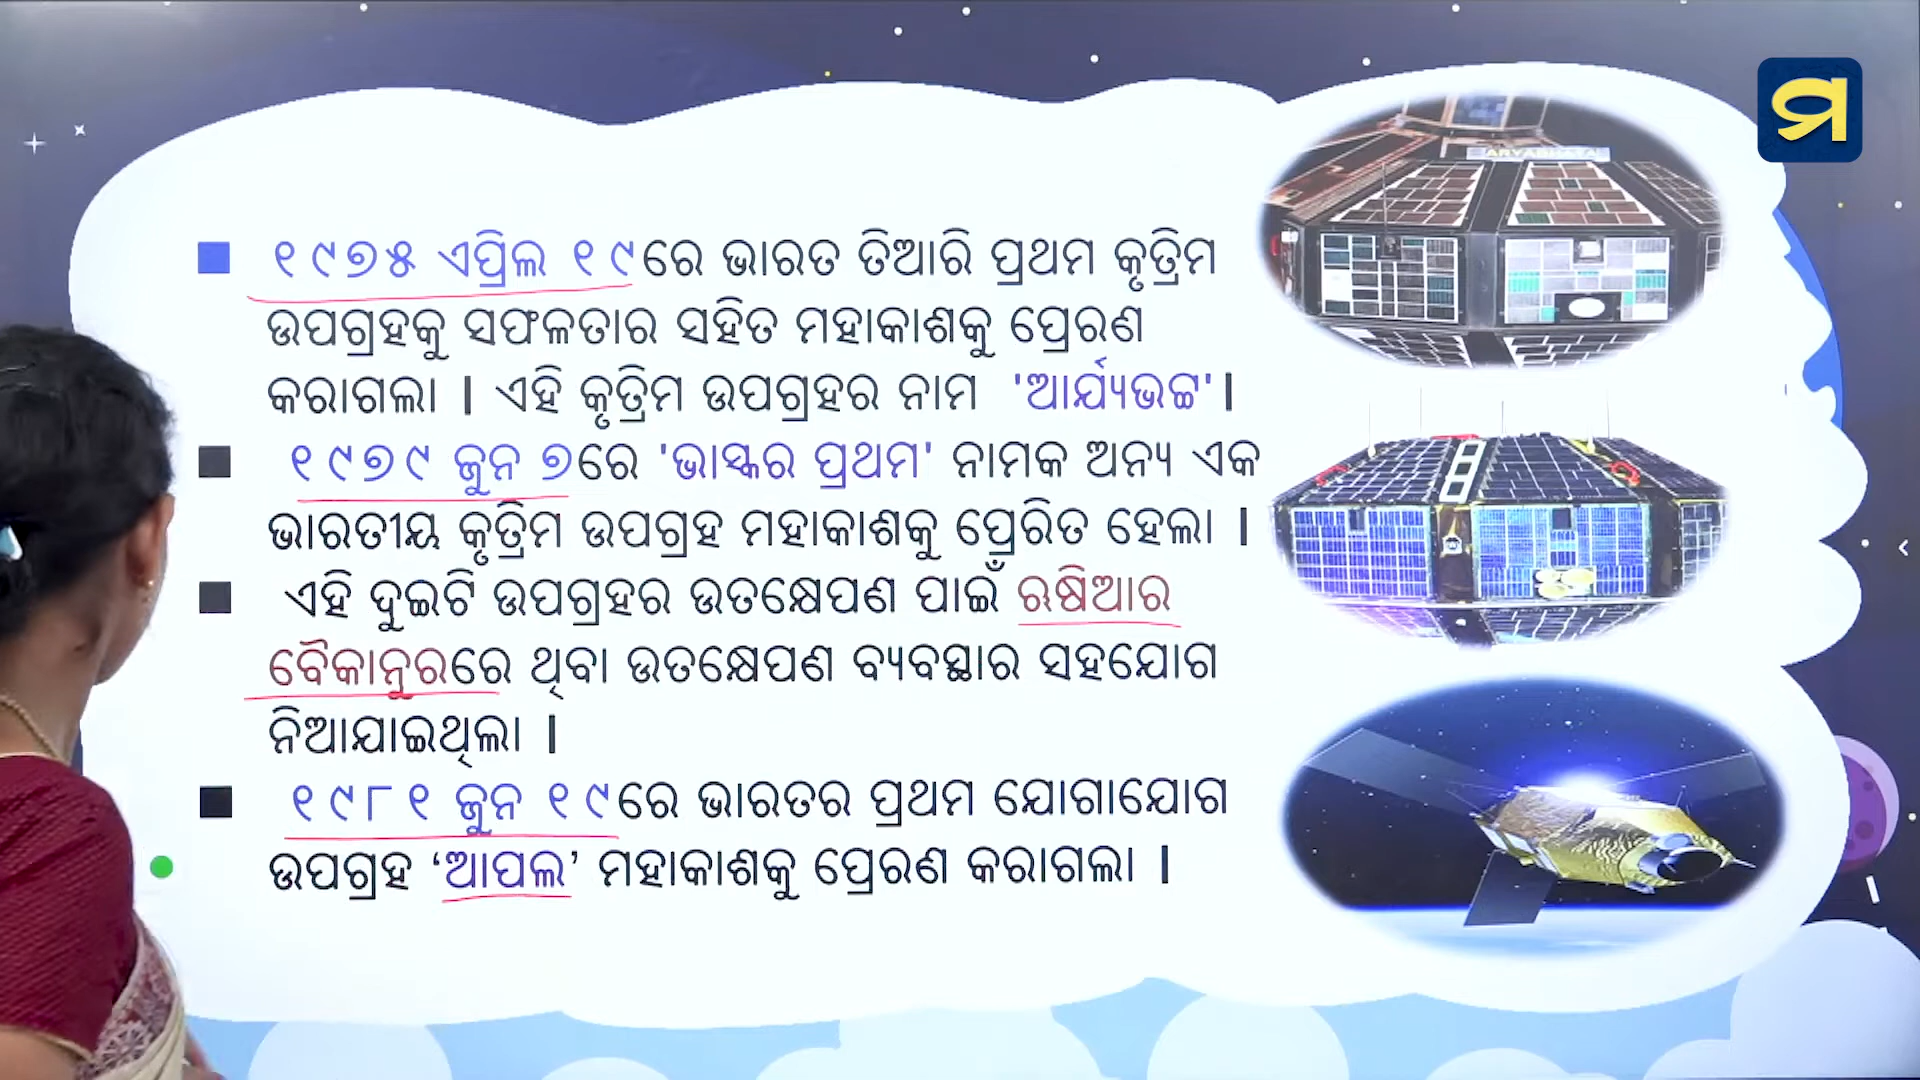 ମ
ARYABHATA
୧୯୭୫ ଏପ୍ରିଲ ୧୯ରେ ଭାରତ ତିଆରି ପ୍ରଥମ କୃତ୍ରିମ
ଉପଗ୍ରହକୁ ସଫଳତାର ସହିତ ମହାକାଶକୁ ପ୍ରେରଣ
କରାଗଲା । ଏହି କୃତ୍ରିମ ଉପଗ୍ରହର ନାମ 'ଆର୍ଯ୍ୟଭଟ୍ଟ'।
୧୯୭୯ ଜୁନ ୭ରେ 'ଭାସ୍କର ପ୍ରଥମ' ନାମକ ଅନ୍ୟ ଏକ
ଭାରତୀୟ କୃତ୍ରିମ ଉପଗ୍ରହ ମହାକାଶକୁ ପ୍ରେରିତ ହେଲା ।
ଏହି ଦୁଇଟି ଉପଗ୍ରହର ଉତକ୍ଷେପଣ ପାଇଁ ଋଷିଆର
ବୈକାନୁରରେ ଥିବା ଉତକ୍ଷେପଣ ବ୍ୟବସ୍ଥାର ସହଯୋଗ
ନିଆଯାଇଥିଲା ।
୧୯୮୧ ଜୁନ ୧୯ରେ ଭାରତର ପ୍ରଥମ ଯୋଗାଯୋଗ
ଉପଗ୍ରହ ‘ଆପଲ’ ମହାକାଶକୁ ପ୍ରେରଣ କରାଗଲା ।